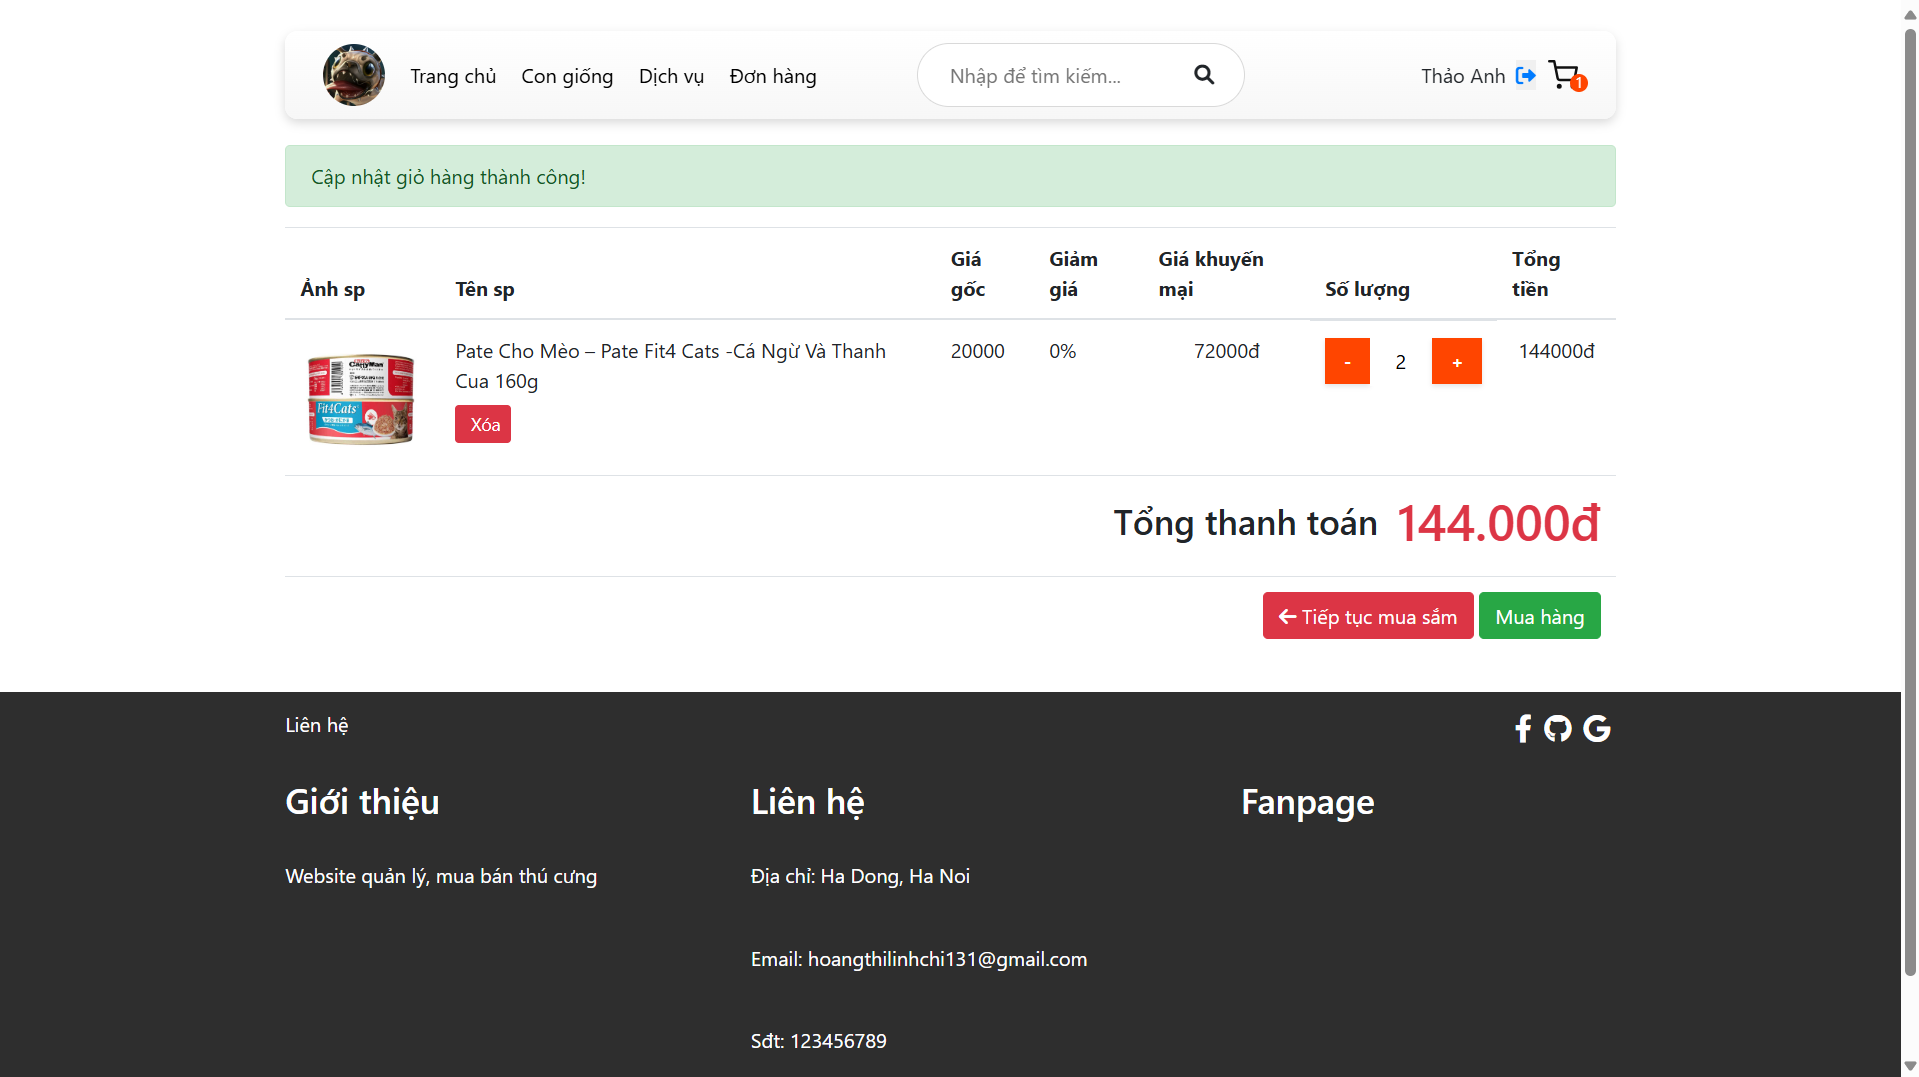 Trang chủ Con giống Dịch vụ Đơn hàng Nhập để tìm kiếm... Thảo Anh 1
Cập nhật giỏ hàng thành công!
Ảnh sp Tên sp Giá gốc Giảm giá Giá khuyến mại Số lượng Tổng tiền
Pate Cho Mèo – Pate Fit4 Cats -Cá Ngừ Và Thanh 20000 0% 72000đ - 2 + 144000đ
Cua 160g
Fit4Cats
Xóa
Tổng thanh toán 144.000đ
Tiếp tục mua sắm Mua hàng
Liên hệ
Giới thiệu Liên hệ Fanpage
Website quản lý, mua bán thú cưng Địa chỉ: Ha Dong, Ha Noi
Email: hoangthilinhchi131@gmail.com
Sđt: 123456789